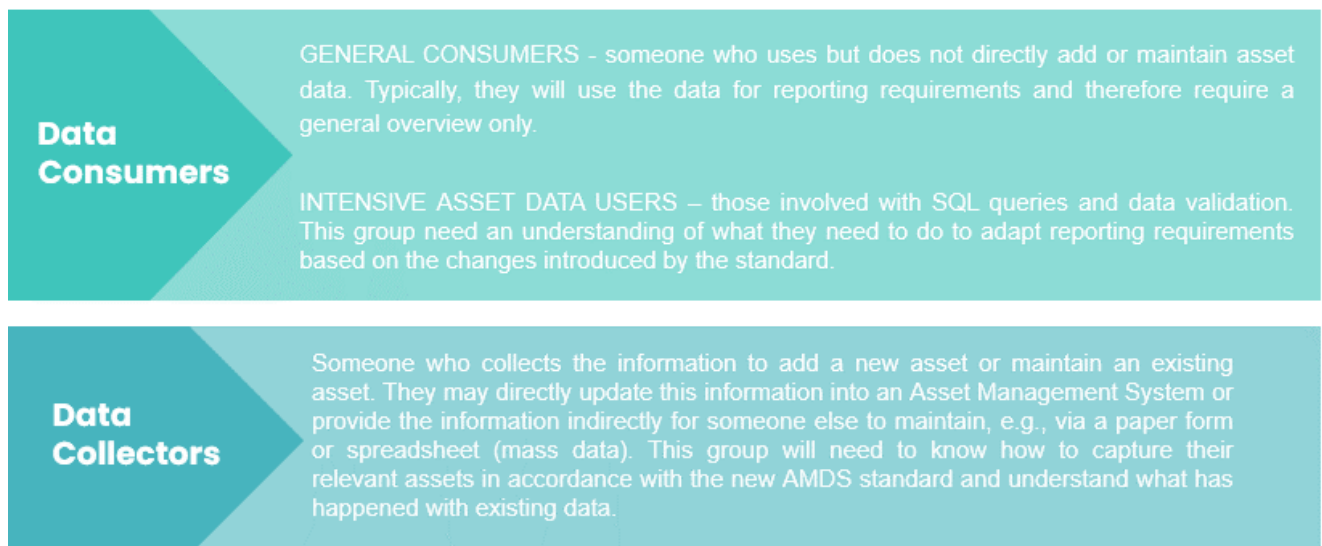 Data
Consumers
GENERAL CONSUMERS - someone who uses but does not directly add or maintain asset
data. Typically, they will use the data for reporting requirements and therefore require a
general overview only.
INTENSIVE ASSET DATA USERS – those involved with SQL queries and data validation.
This group need an understanding of what they need to do to adapt reporting requirements
based on the changes introduced by the standard.
Data
Collectors
Someone who collects the information to add a new asset or maintain an existing
asset. They may directly update this information into an Asset Management System or
provide the information indirectly for someone else to maintain, e.g., via a paper form
or spreadsheet (mass data). This group will need to know how to capture their
relevant assets in accordance with the new AMDS standard and understand what has
happened with existing data.